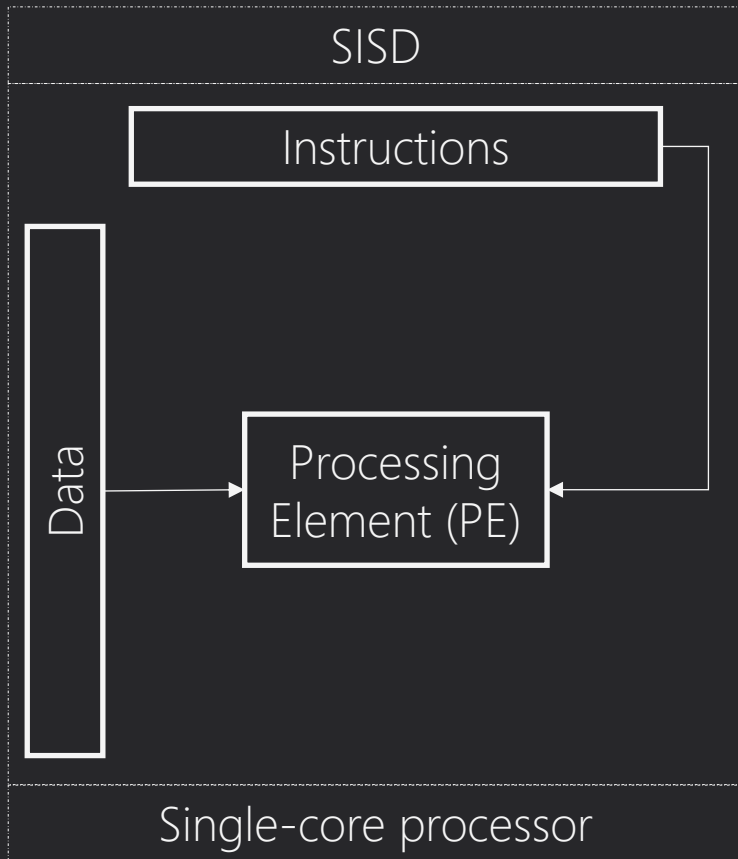 SISD
Instructions
Data
Processing
Element (PE)
Single-core processor